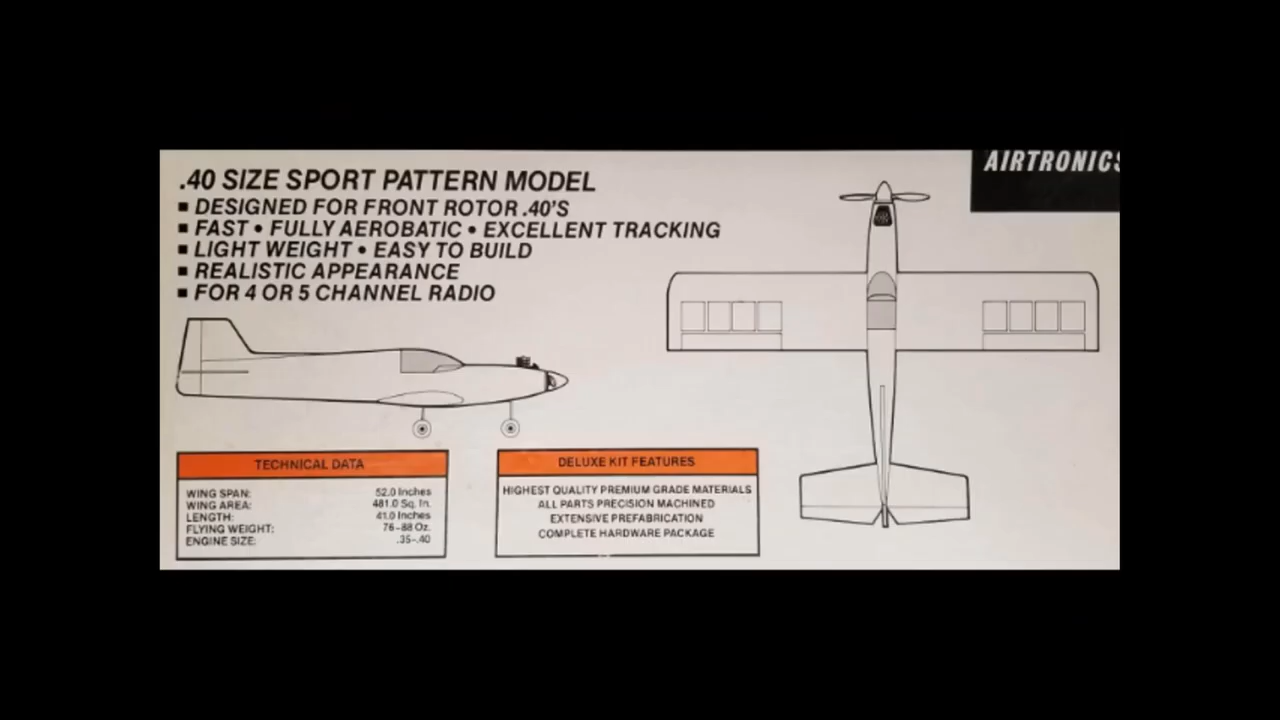 AIRTRONICS
.40 SIZE SPORT PATTERN MODEL
▪ DESIGNED FOR FRONT ROTOR .40'S
▪ FAST • FULLY AEROBATIC • EXCELLENT TRACKING
▪ LIGHT WEIGHT • EASY TO BUILD
▪ REALISTIC APPEARANCE
▪ FOR 4 OR 5 CHANNEL RADIO
TECHNICAL DATA
WING SPAN: 52.0 Inches
WING AREA: 481.0 Sq. In.
LENGTH: 41.0 Inches
FLYING WEIGHT: 76-88 Oz.
ENGINE SIZE: .35-.40
DELUXE KIT FEATURES
HIGHEST QUALITY PREMIUM GRADE MATERIALS
ALL PARTS PRECISION MACHINED
EXTENSIVE PREFABRICATION
COMPLETE HARDWARE PACKAGE